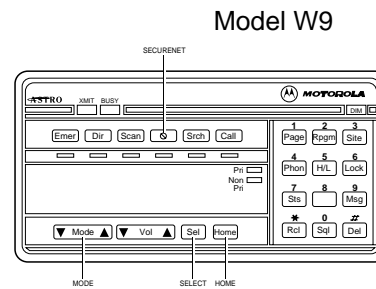 Model W9
SECURENET
MOTOROLA
ASTRO XMIT BUSY
DIM
Emer Dir Scan Srch Call
1 2 3
Page Rpgm Site
Pri
Non
Pri
4 5 6
Phon H/L Lock
7 8 9
Sts Msg
* 0 #
Rcl Sql Del
▼ Mode ▲ ▼ Vol ▲ Sel Home
MODE SELECT HOME